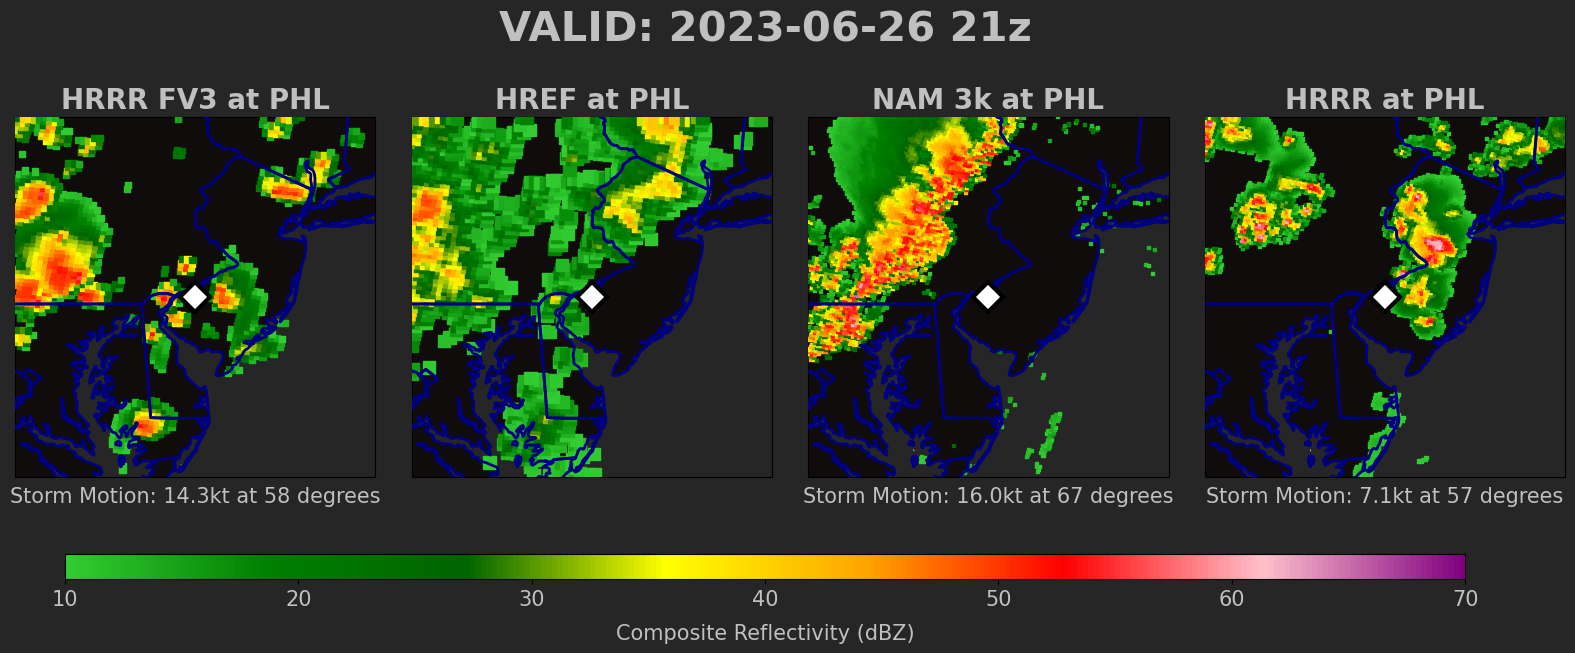 VALID: 2023-06-26 21z
HRRR FV3 at PHL
HREF at PHL
NAM 3k at PHL
HRRR at PHL
Storm Motion: 14.3kt at 58 degrees
Storm Motion: 16.0kt at 67 degrees
Storm Motion: 7.1kt at 57 degrees
10 20 30 40 50 60 70
Composite Reflectivity (dBZ)